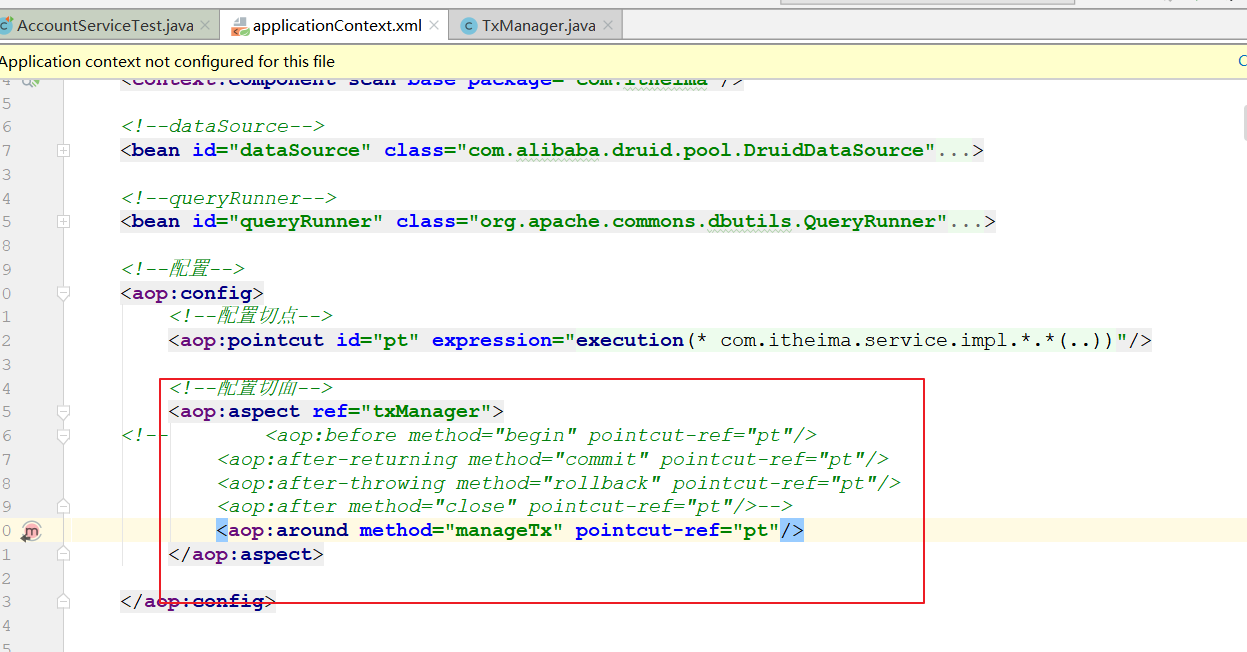 AccountServiceTest.java applicationContext.xml TxManager.java
Application context not configured for this file
4 <context:component-scan base-package="com.itheima"/>
5
6 <!--dataSource-->
7 <bean id="dataSource" class="com.alibaba.druid.pool.DruidDataSource"...>
3
4 <!--queryRunner-->
5 <bean id="queryRunner" class="org.apache.commons.dbutils.QueryRunner"...>
8
9 <!--配置-->
0 <aop:config>
1 <!--配置切点-->
2 <aop:pointcut id="pt" expression="execution(* com.itheima.service.impl.*.*(..))"/>
3
4 <!--配置切面-->
5 <aop:aspect ref="txManager">
6 <!-- <aop:before method="begin" pointcut-ref="pt"/>
7 <aop:after-returning method="commit" pointcut-ref="pt"/>
8 <aop:after-throwing method="rollback" pointcut-ref="pt"/>
9 <aop:after method="close" pointcut-ref="pt"/>-->
0 <aop:around method="manageTx" pointcut-ref="pt"/>
1 </aop:aspect>
2
3 </aop:config>
4
5